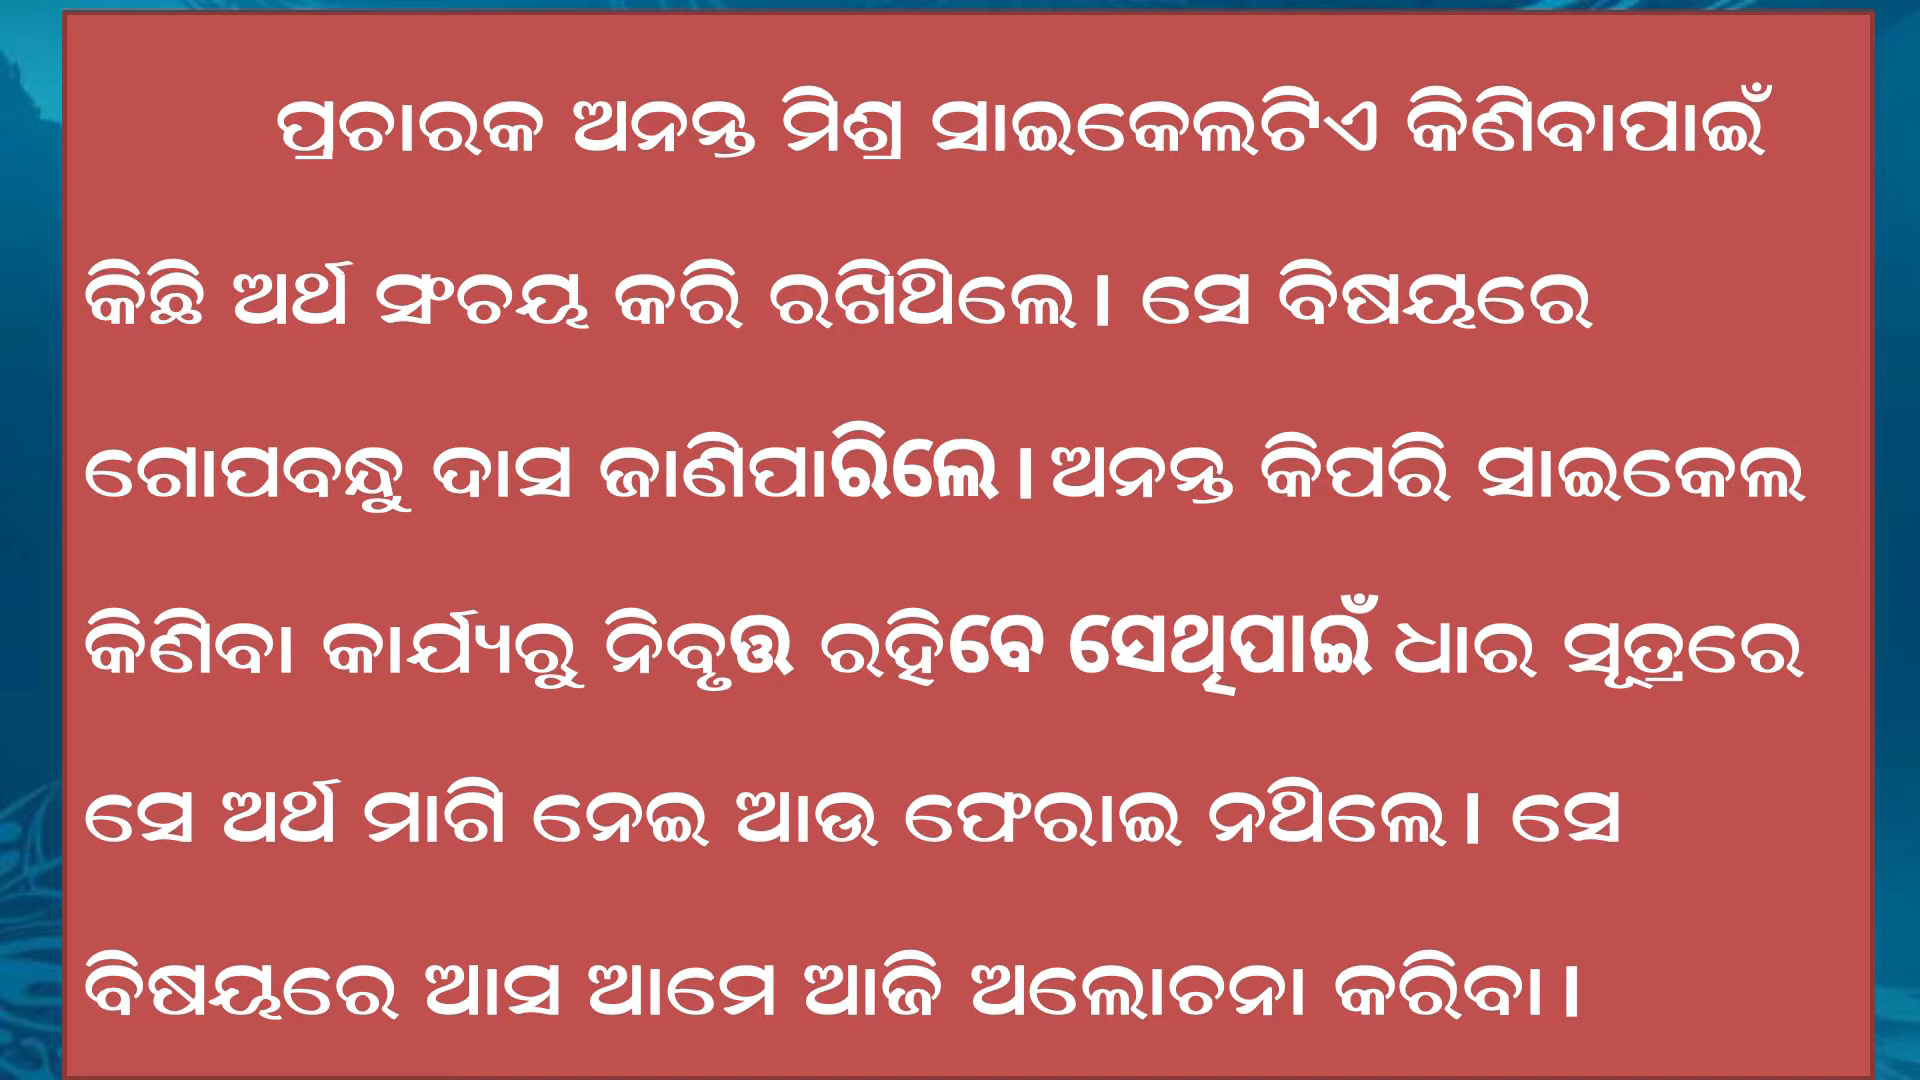 ପ୍ରଚାରକ ଅନନ୍ତ ମିଶ୍ର ସାଇକେଲଟିଏ କିଣିବାପାଇଁ
କିଛି ଅର୍ଥ ସଂଚୟ କରି ରଖିଥିଲେ । ସେ ବିଷୟରେ
ଗୋପବନ୍ଧୁ ଦାସ ଜାଣିପାରିଲେ । ଅନନ୍ତ କିପରି ସାଇକେଲ
କିଣିବା କାର୍ଯ୍ୟରୁ ନିବୃତ୍ତ ରହିବେ ସେଥିପାଇଁ ଧାର ସୂତ୍ରରେ
ସେ ଅର୍ଥ ମାଗି ନେଇ ଆଉ ଫେରାଇ ନଥିଲେ । ସେ
ବିଷୟରେ ଆସ ଆମେ ଆଜି ଅଲୋଚନା କରିବା ।